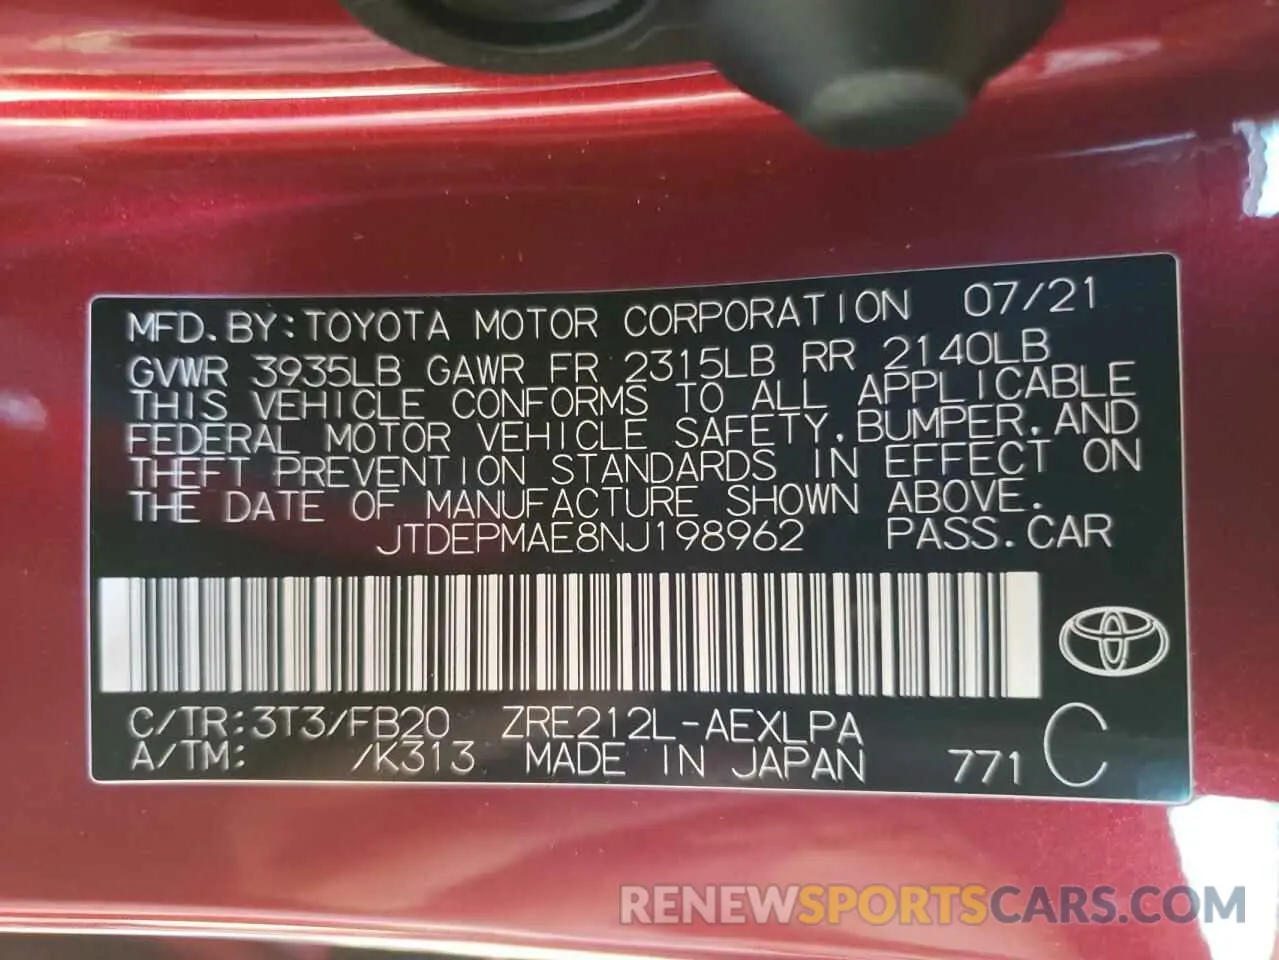 MFD.BY:TOYOTA MOTOR CORPORATION 07/21
GVWR 3935LB GAWR FR 2315LB RR 2140LB
THIS VEHICLE CONFORMS TO ALL APPLICABLE
FEDERAL MOTOR VEHICLE SAFETY,BUMPER,AND
THEFT PREVENTION STANDARDS IN EFFECT ON
THE DATE OF MANUFACTURE SHOWN ABOVE.
JTDEPMAE8NJ198962 PASS.CAR
C/TR:3T3/FB20 ZRE212L-AEXLPA
A/TM: /K313 MADE IN JAPAN 771 C
RENEWSPORTSCARS.COM